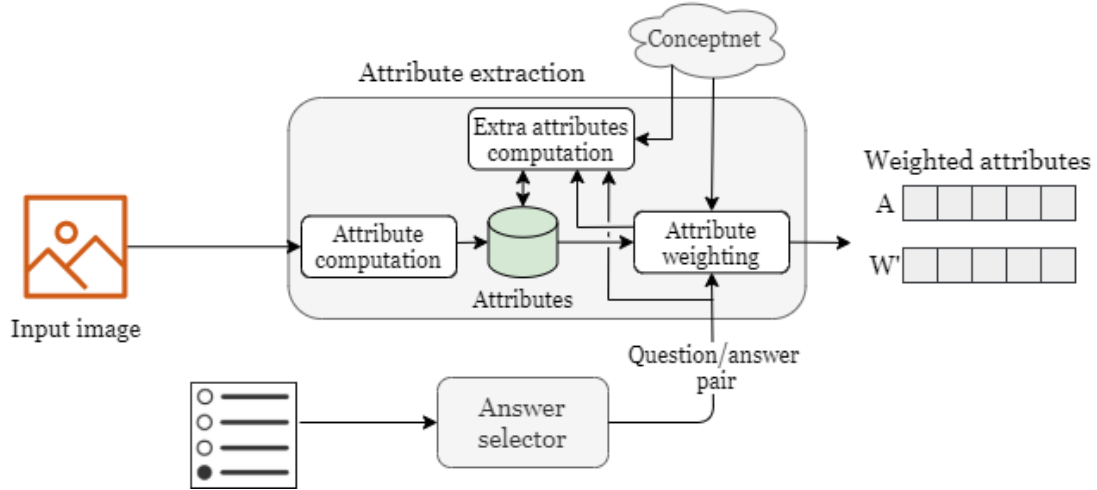 Conceptnet
Attribute extraction
Extra attributes
computation
Weighted attributes
A
W'
Attribute
computation
Attributes
Attribute
weighting
Input image
Question/answer
pair
Answer
selector